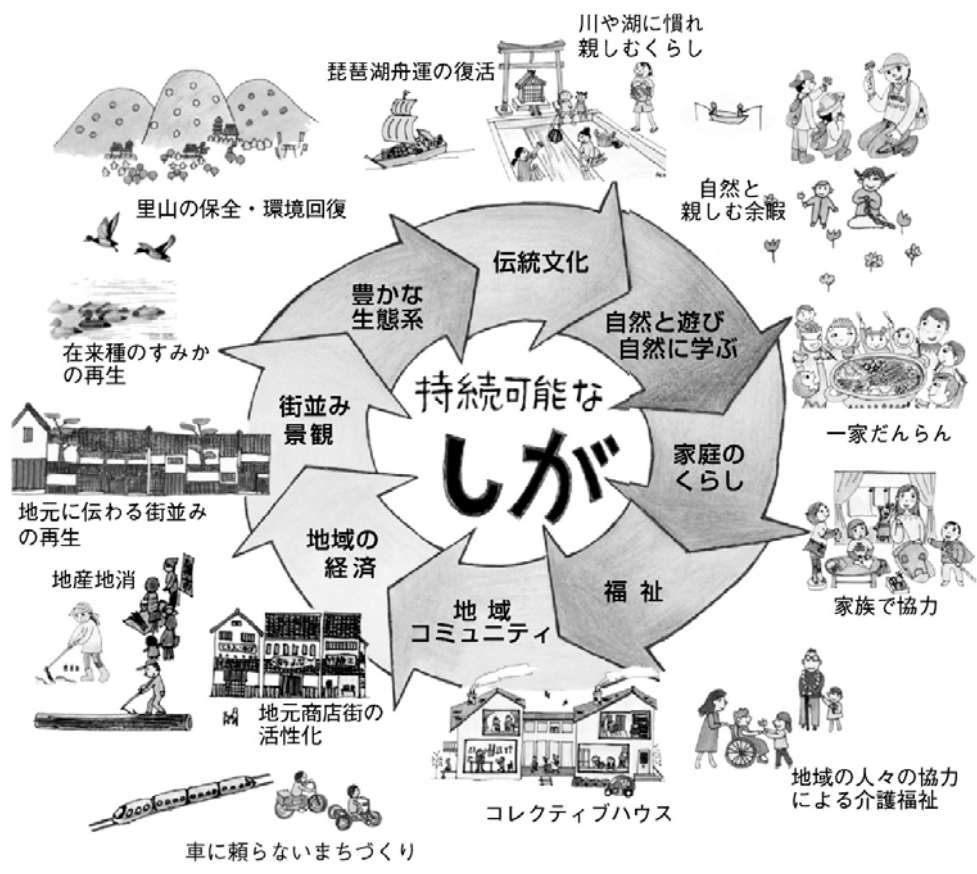 川や湖に慣れ
親しむくらし
琵琶湖舟運の復活
里山の保全・環境回復
自然と
親しむ余暇
在来種のすみか
の再生
伝統文化
豊かな
生態系
自然と遊び
自然に学ぶ
街並み
景観
持続可能な
しが
家庭の
くらし
一家だんらん
地元に伝わる街並み
の再生
地域の
経済
地域
コミュニティ
福祉
家族で協力
地産地消
地元商店街の
活性化
コレクティブハウス
地域の人々の協力
による介護福祉
車に頼らないまちづくり